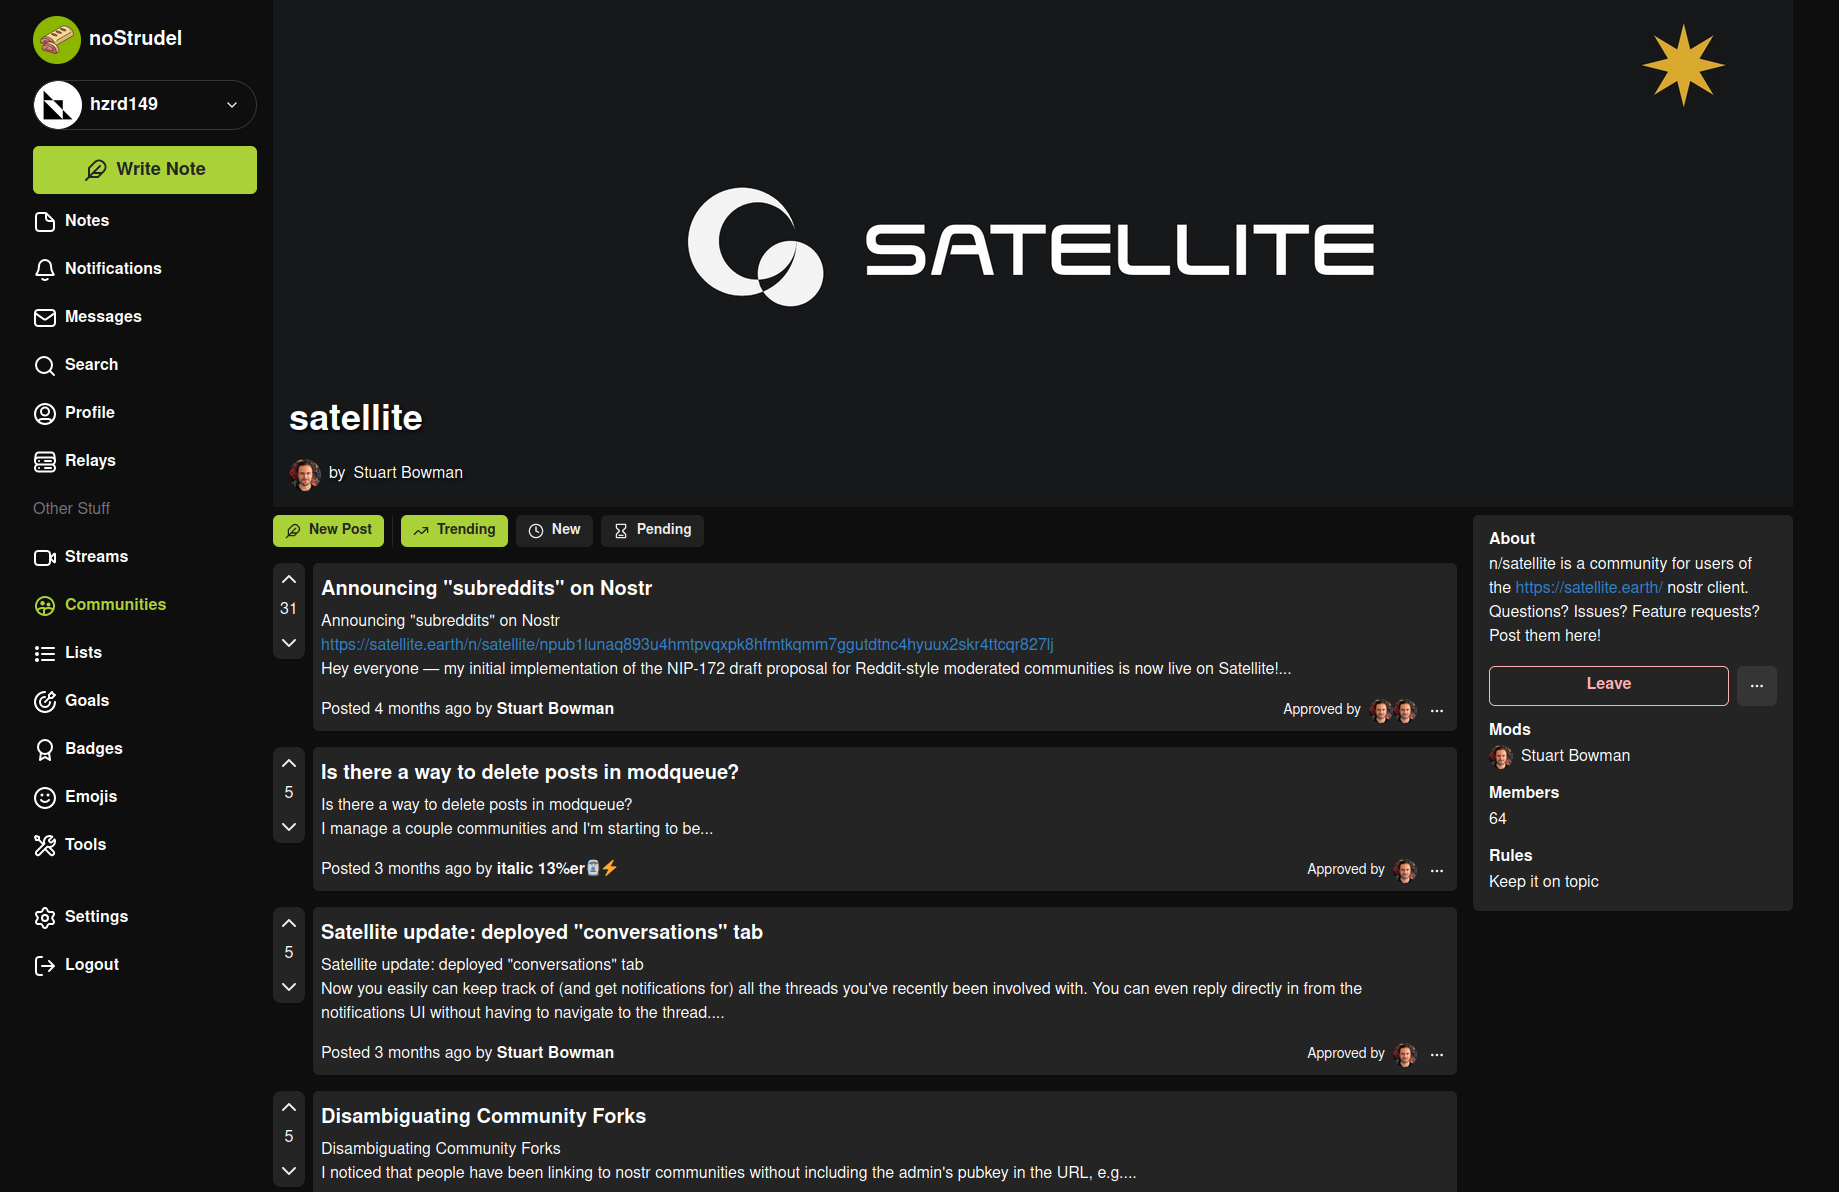 noStrudel
hzrd149
Write Note
Notes
Notifications
Messages
Search
Profile
Relays
Other Stuff
Streams
Communities
Lists
Goals
Badges
Emojis
Tools
Settings
Logout
SATELLITE
satellite
by Stuart Bowman
New Post
Trending
New
Pending
31
Announcing "subreddits" on Nostr
Announcing "subreddits" on Nostr
https://satellite.earth/n/satellite/npub1lunaq893u4hmtpvqxpk8hfmtkqmm7ggutdtnc4hyuux2skr4ttcqr827lj
Hey everyone — my initial implementation of the NIP-172 draft proposal for Reddit-style moderated communities is now live on Satellite!...
Posted 4 months ago by Stuart Bowman
Approved by
5
Is there a way to delete posts in modqueue?
Is there a way to delete posts in modqueue?
I manage a couple communities and I'm starting to be...
Posted 3 months ago by italic 13%er
Approved by
5
Satellite update: deployed "conversations" tab
Satellite update: deployed "conversations" tab
Now you easily can keep track of (and get notifications for) all the threads you've recently been involved with. You can even reply directly in from the
notifications UI without having to navigate to the thread....
Posted 3 months ago by Stuart Bowman
Approved by
5
Disambiguating Community Forks
Disambiguating Community Forks
I noticed that people have been linking to nostr communities without including the admin's pubkey in the URL, e.g....
About
n/satellite is a community for users of
the https://satellite.earth/ nostr client.
Questions? Issues? Feature requests?
Post them here!
Leave
Mods
Stuart Bowman
Members
64
Rules
Keep it on topic